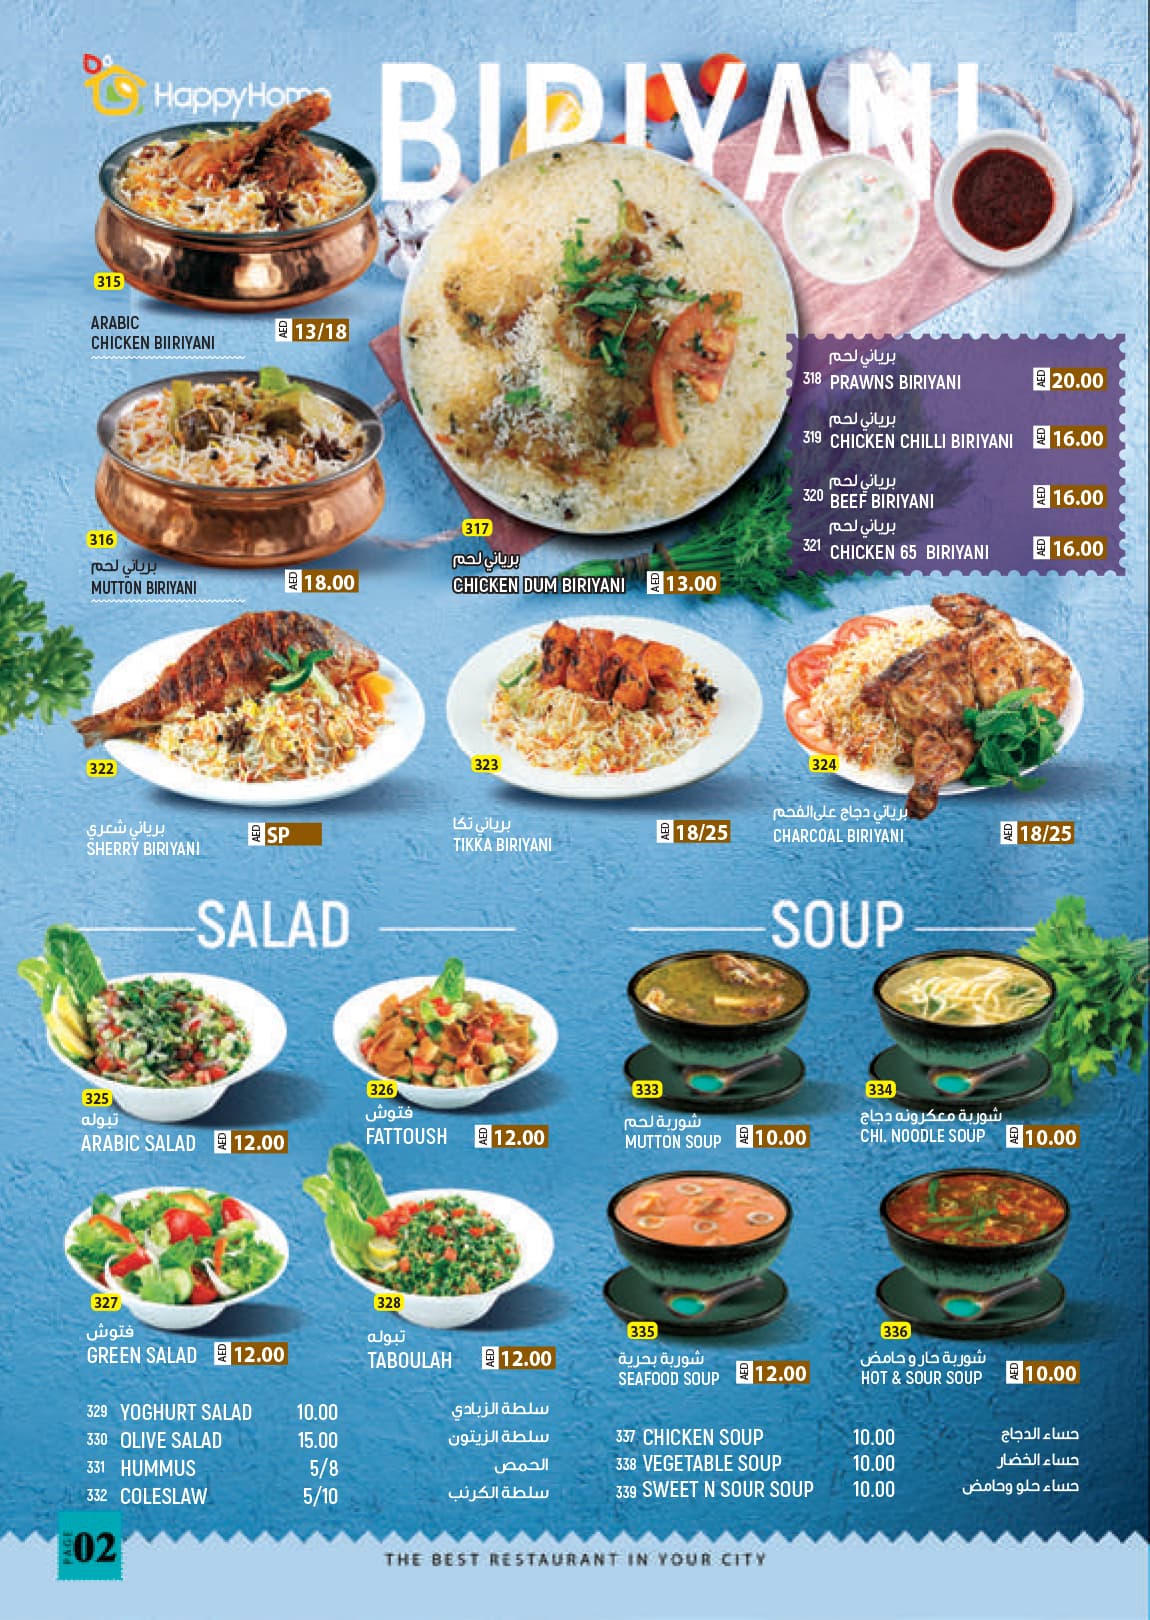 HappyHome
BIRIYANI
315
ARABIC
CHICKEN BIIRIYANI
AED 13/18
316
برياني لحم
MUTTON BIRIYANI
AED 18.00
317
برياني لحم
CHICKEN DUM BIRIYANI
AED 13.00
برياني لحم
318 PRAWNS BIRIYANI AED 20.00
برياني لحم
319 CHICKEN CHILLI BIRIYANI AED 16.00
برياني لحم
320 BEEF BIRIYANI AED 16.00
برياني لحم
321 CHICKEN 65 BIRIYANI AED 16.00
322
برياني شعري
SHERRY BIRIYANI
AED SP
323
برياني تكا
TIKKA BIRIYANI
AED 18/25
324
برياتي دجاج على الفحم
CHARCOAL BIRIYANI
AED 18/25
SALAD
325
تبوله
ARABIC SALAD AED 12.00
326
فتوش
FATTOUSH AED 12.00
327
فتوش
GREEN SALAD AED 12.00
328
تبوله
TABOULAH AED 12.00
329 YOGHURT SALAD 10.00 سلطة الزبادي
330 OLIVE SALAD 15.00 سلطة الزيتون
331 HUMMUS 5/8 الحمص
332 COLESLAW 5/10 سلطة الكرنب
SOUP
333
شوربة لحم
MUTTON SOUP AED 10.00
334
شوربة معكرونه دجاج
CHI. NOODLE SOUP AED 10.00
335
شوربة بحرية
SEAFOOD SOUP AED 12.00
336
شوربة حار و حامض
HOT & SOUR SOUP AED 10.00
337 CHICKEN SOUP 10.00 حساء الدجاج
338 VEGETABLE SOUP 10.00 حساء الخضار
339 SWEET N SOUR SOUP 10.00 حساء حلو وحامض
PAGE 02
THE BEST RESTAURANT IN YOUR CITY